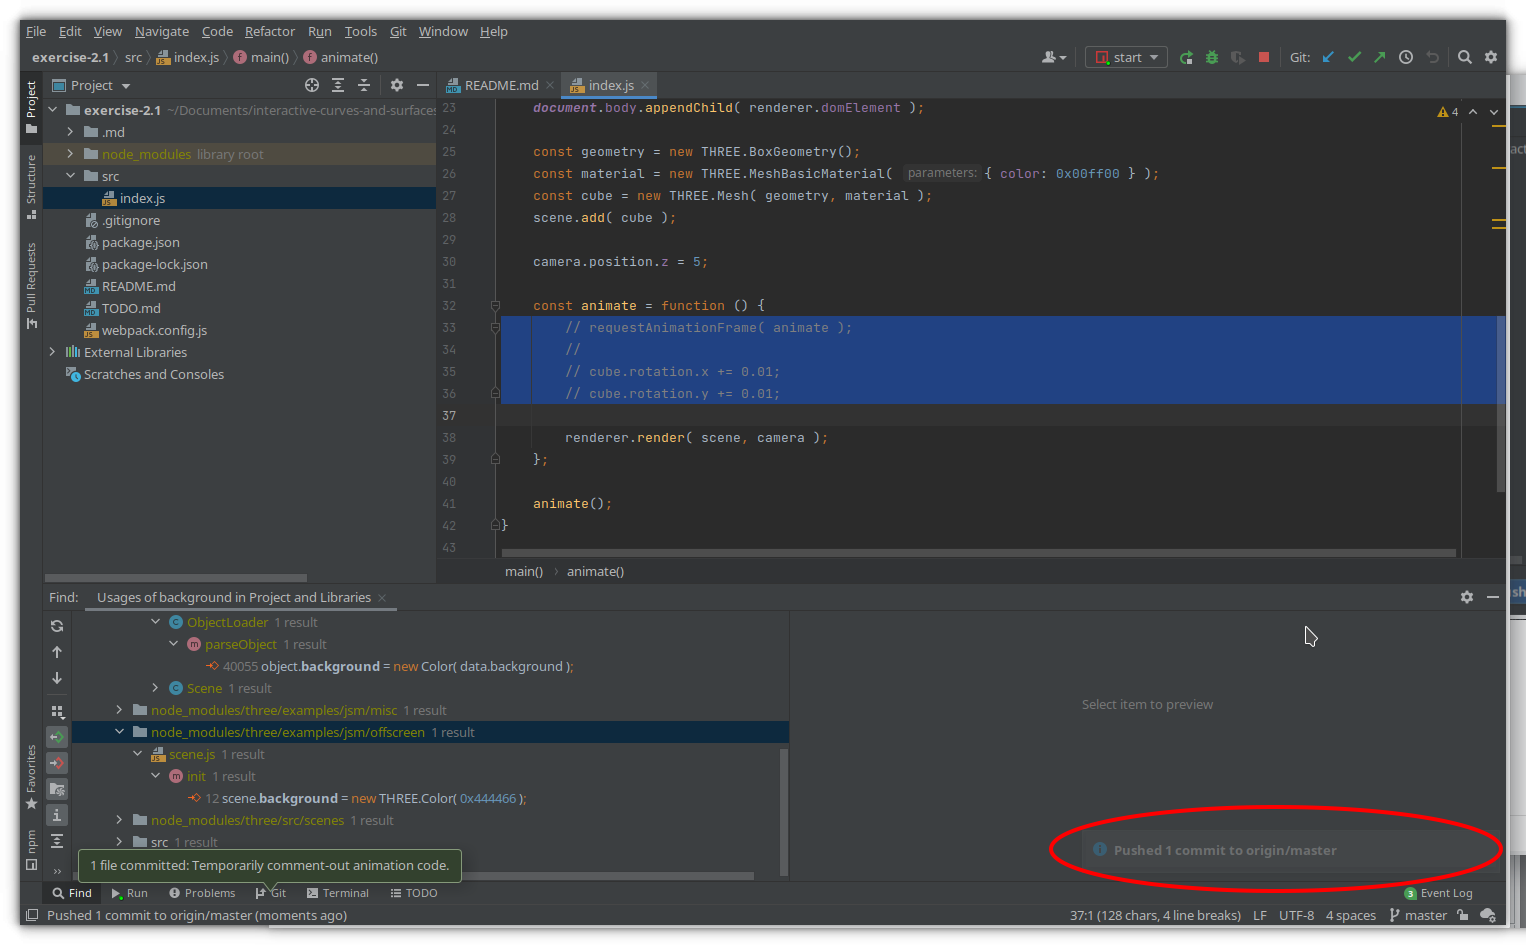 File Edit View Navigate Code Refactor Run Tools Git Window Help
exercise-2.1 src index.js main() animate()
start Git:
Project
README.md index.js
exercise-2.1 ~/Documents/interactive-curves-and-surfaces
.md
node_modules library root
src
index.js
.gitignore
package.json
package-lock.json
README.md
TODO.md
webpack.config.js
External Libraries
Scratches and Consoles
Project
Structure
Pull Requests
Favorites
npm
4
23 document.body.appendChild( renderer.domElement );
24
25 const geometry = new THREE.BoxGeometry();
26 const material = new THREE.MeshBasicMaterial( parameters: { color: 0x00ff00 } );
27 const cube = new THREE.Mesh( geometry, material );
28 scene.add( cube );
29
30 camera.position.z = 5;
31
32 const animate = function () {
33 // requestAnimationFrame( animate );
34 //
35 // cube.rotation.x += 0.01;
36 // cube.rotation.y += 0.01;
37
38 renderer.render( scene, camera );
39 };
40
41 animate();
42 }
43
main() animate()
Find: Usages of background in Project and Libraries
ObjectLoader 1 result
parseObject 1 result
40055 object.background = new Color( data.background );
Scene 1 result
node_modules/three/examples/jsm/misc 1 result
node_modules/three/examples/jsm/offscreen 1 result
scene.js 1 result
init 1 result
12 scene.background = new THREE.Color( 0x444466 );
node_modules/three/src/scenes 1 result
src 1 result
Select item to preview
Pushed 1 commit to origin/master
1 file committed: Temporarily comment-out animation code.
Find Run Problems Git Terminal TODO 3 Event Log
Pushed 1 commit to origin/master (moments ago) 37:1 (128 chars, 4 line breaks) LF UTF-8 4 spaces master